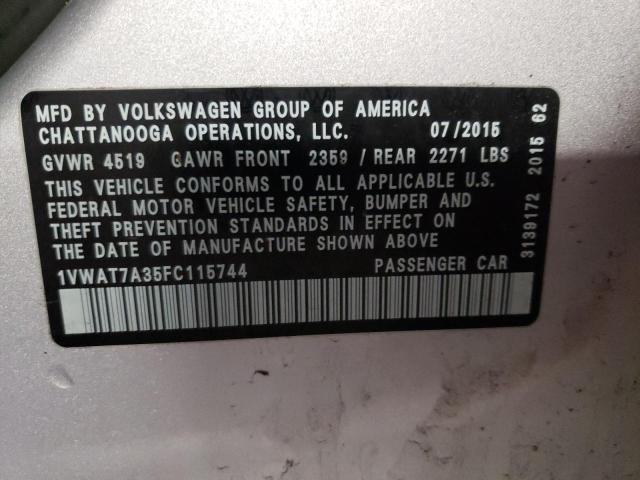 MFD BY VOLKSWAGEN GROUP OF AMERICA
CHATTANOOGA OPERATIONS, LLC. 07/2015
GVWR 4519 GAWR FRONT 2359 / REAR 2271 LBS
THIS VEHICLE CONFORMS TO ALL APPLICABLE U.S.
FEDERAL MOTOR VEHICLE SAFETY, BUMPER AND
THEFT PREVENTION STANDARDS IN EFFECT ON
THE DATE OF MANUFACTURE SHOWN ABOVE
1VWAT7A35FC115744 PASSENGER CAR
3139172 2015 62